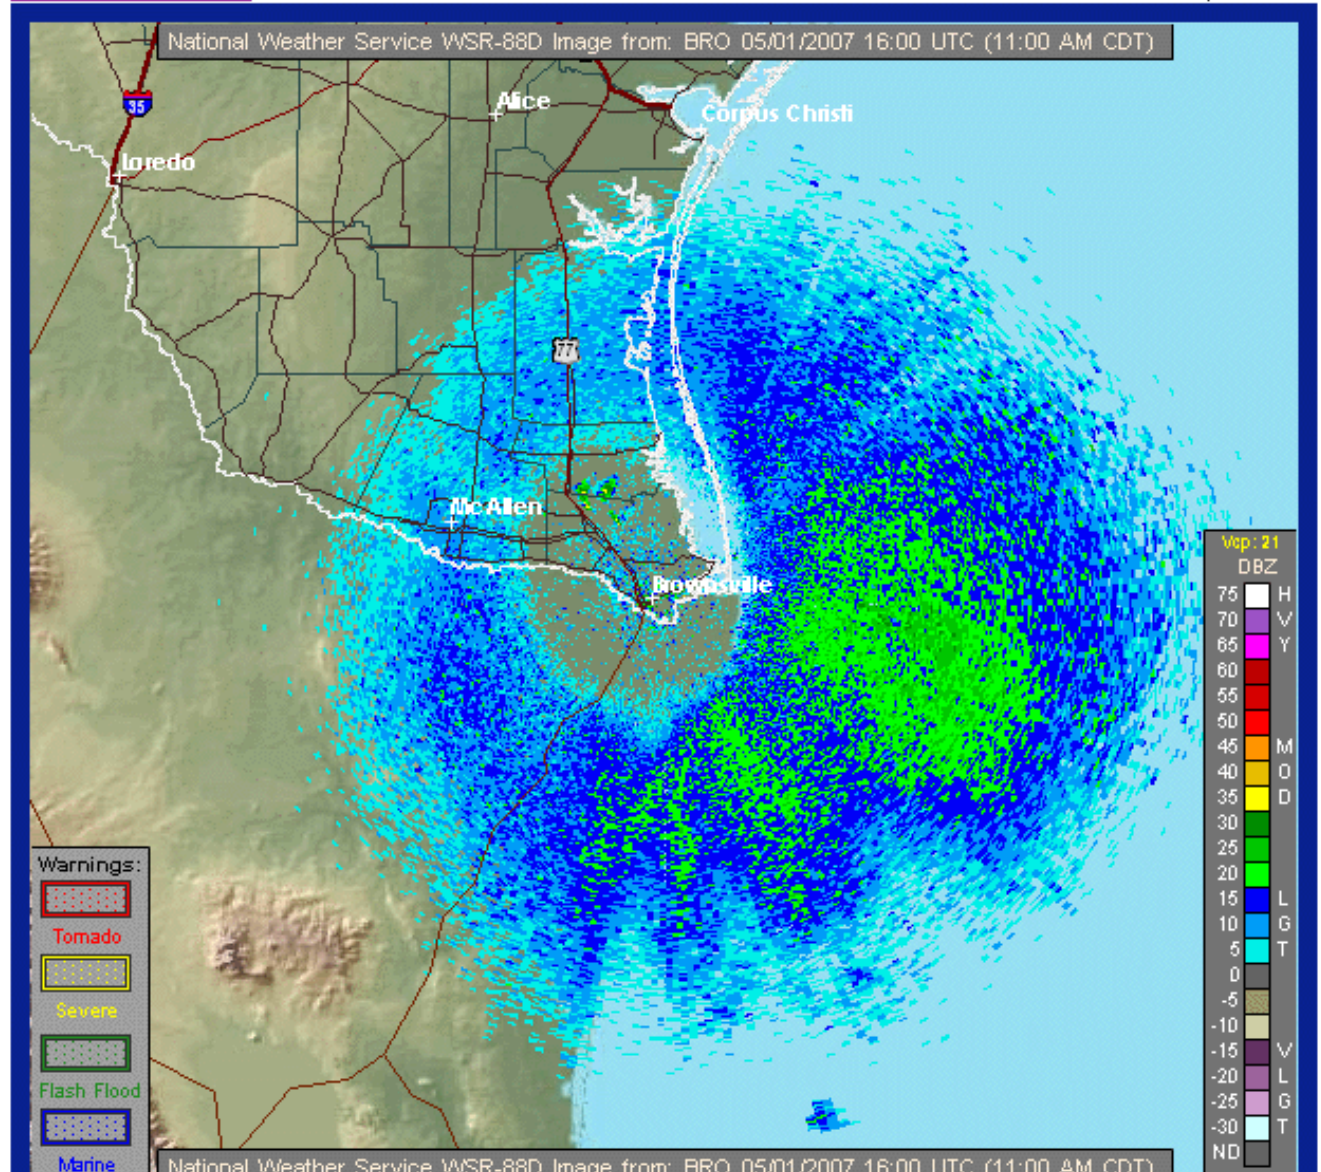 National Weather Service WSR-88D Image from: BRO 05/01/2007 16:00 UTC (11:00 AM CDT)
35
Alice
Corpus Christi
Laredo
77
McAllen
Brownsville
Vcp: 21
DBZ
75 H
70 V
65 Y
60
55
50
45 M
40 O
35 D
30
25
20
15 L
10 G
5 T
0
-5
-10
-15 V
-20 L
-25 G
-30 T
ND
Warnings:
Tornado
Severe
Flash Flood
Marine
National Weather Service WSR-88D Image from: BRO 05/01/2007 16:00 UTC (11:00 AM CDT)